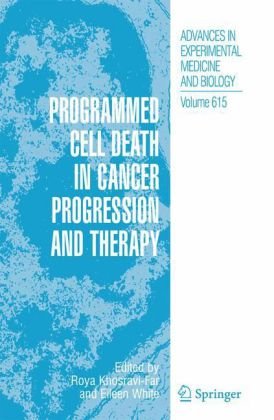 ADVANCES IN
EXPERIMENTAL
MEDICINE
AND BIOLOGY
Volume 615
PROGRAMMED
CELL DEATH
IN CANCER
PROGRESSION
AND THERAPY
Edited by
Roya Khosravi-Far
and Eileen White
Springer